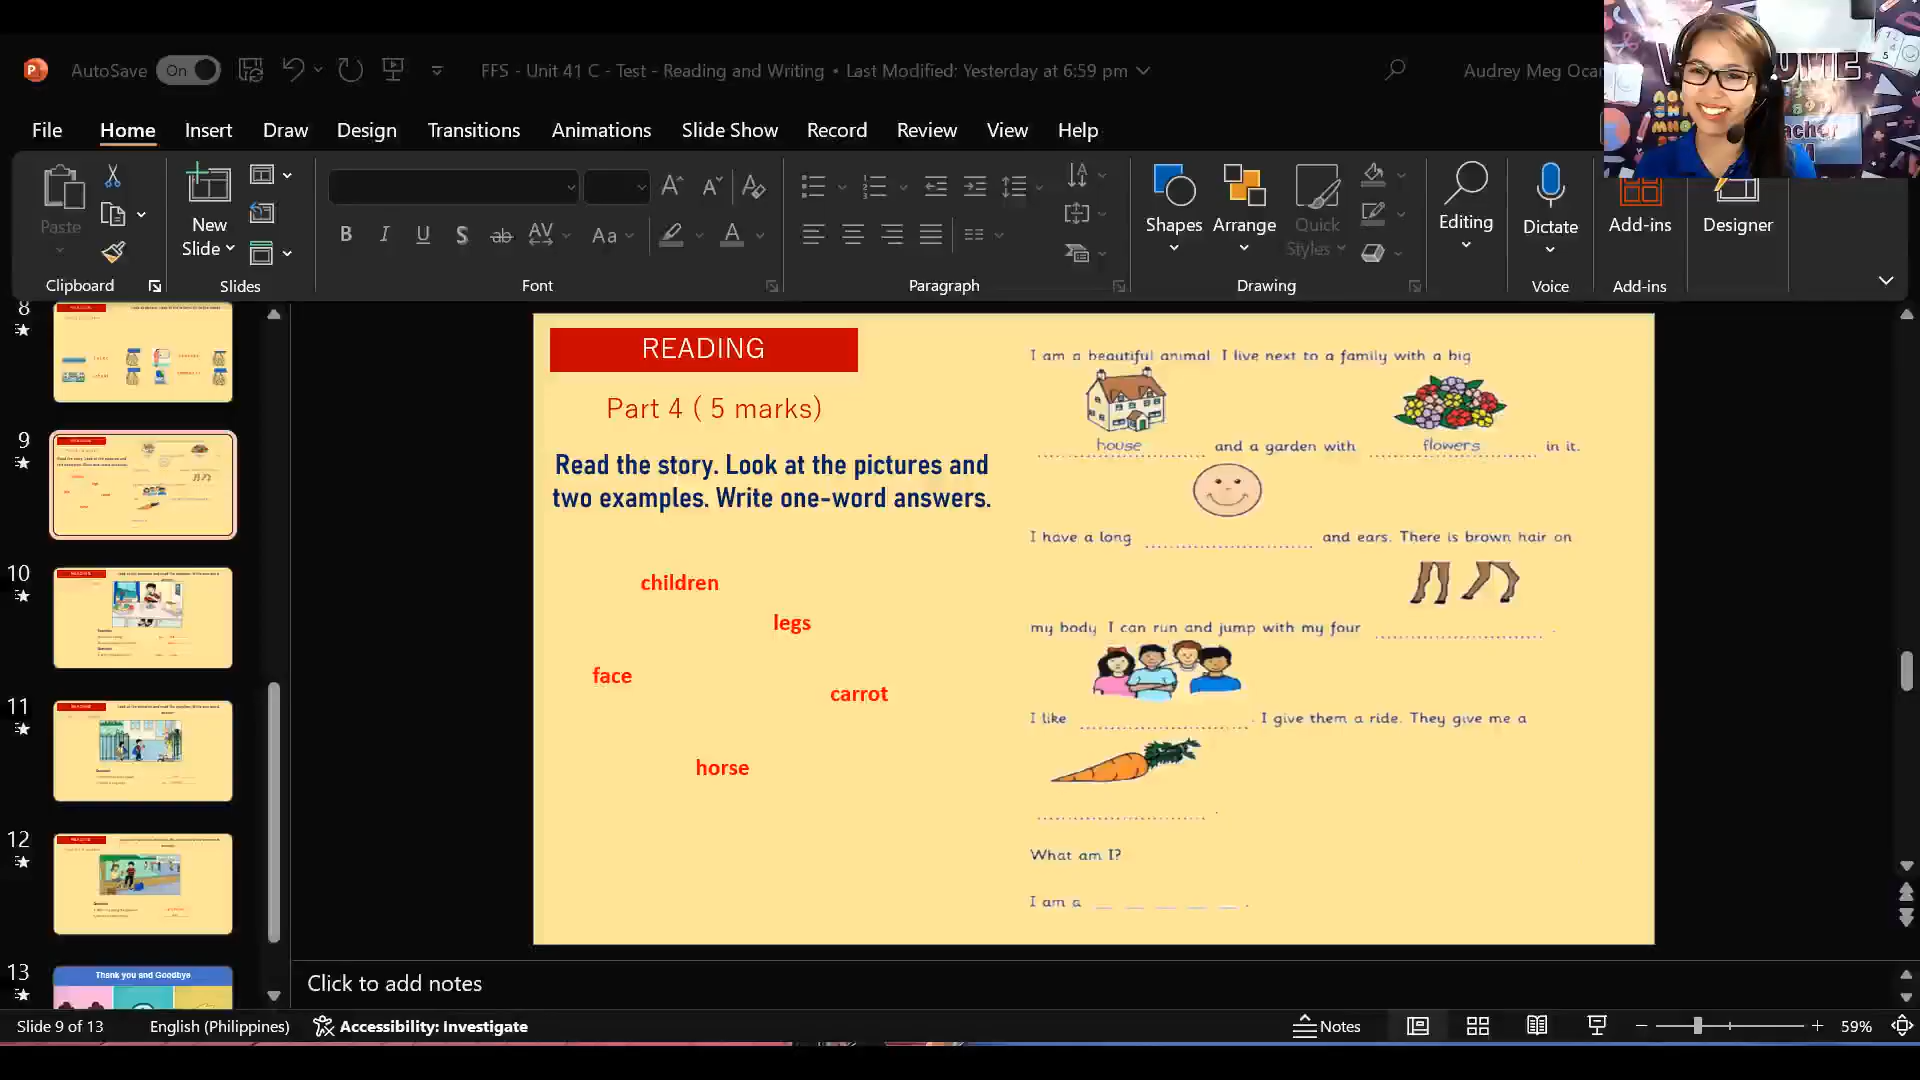 AutoSave On FFS - Unit 41 C - Test - Reading and Writing • Last Modified: Yesterday at 6:59 pm Audrey Meg
File Home Insert Draw Design Transitions Animations Slide Show Record Review View Help
Paste
New Slide
B I U S ab AV Aa A
Shapes Arrange Quick Styles
Editing
Dictate
Add-ins
Designer
Clipboard Slides Font Paragraph Drawing Voice Add-ins
8
9
10
11
12
13
Thank you and Goodbye
READING
Part 4 ( 5 marks)
Read the story. Look at the pictures and
two examples. Write one-word answers.
children
legs
face
carrot
horse
I am a beautiful animal. I live next to a family with a big
house and a garden with flowers in it.
I have a long and ears. There is brown hair on
my body. I can run and jump with my four .
I like . I give them a ride. They give me a
.
What am I?
I am a _ _ _ _ _ .
Click to add notes
Slide 9 of 13 English (Philippines) Accessibility: Investigate Notes 59%